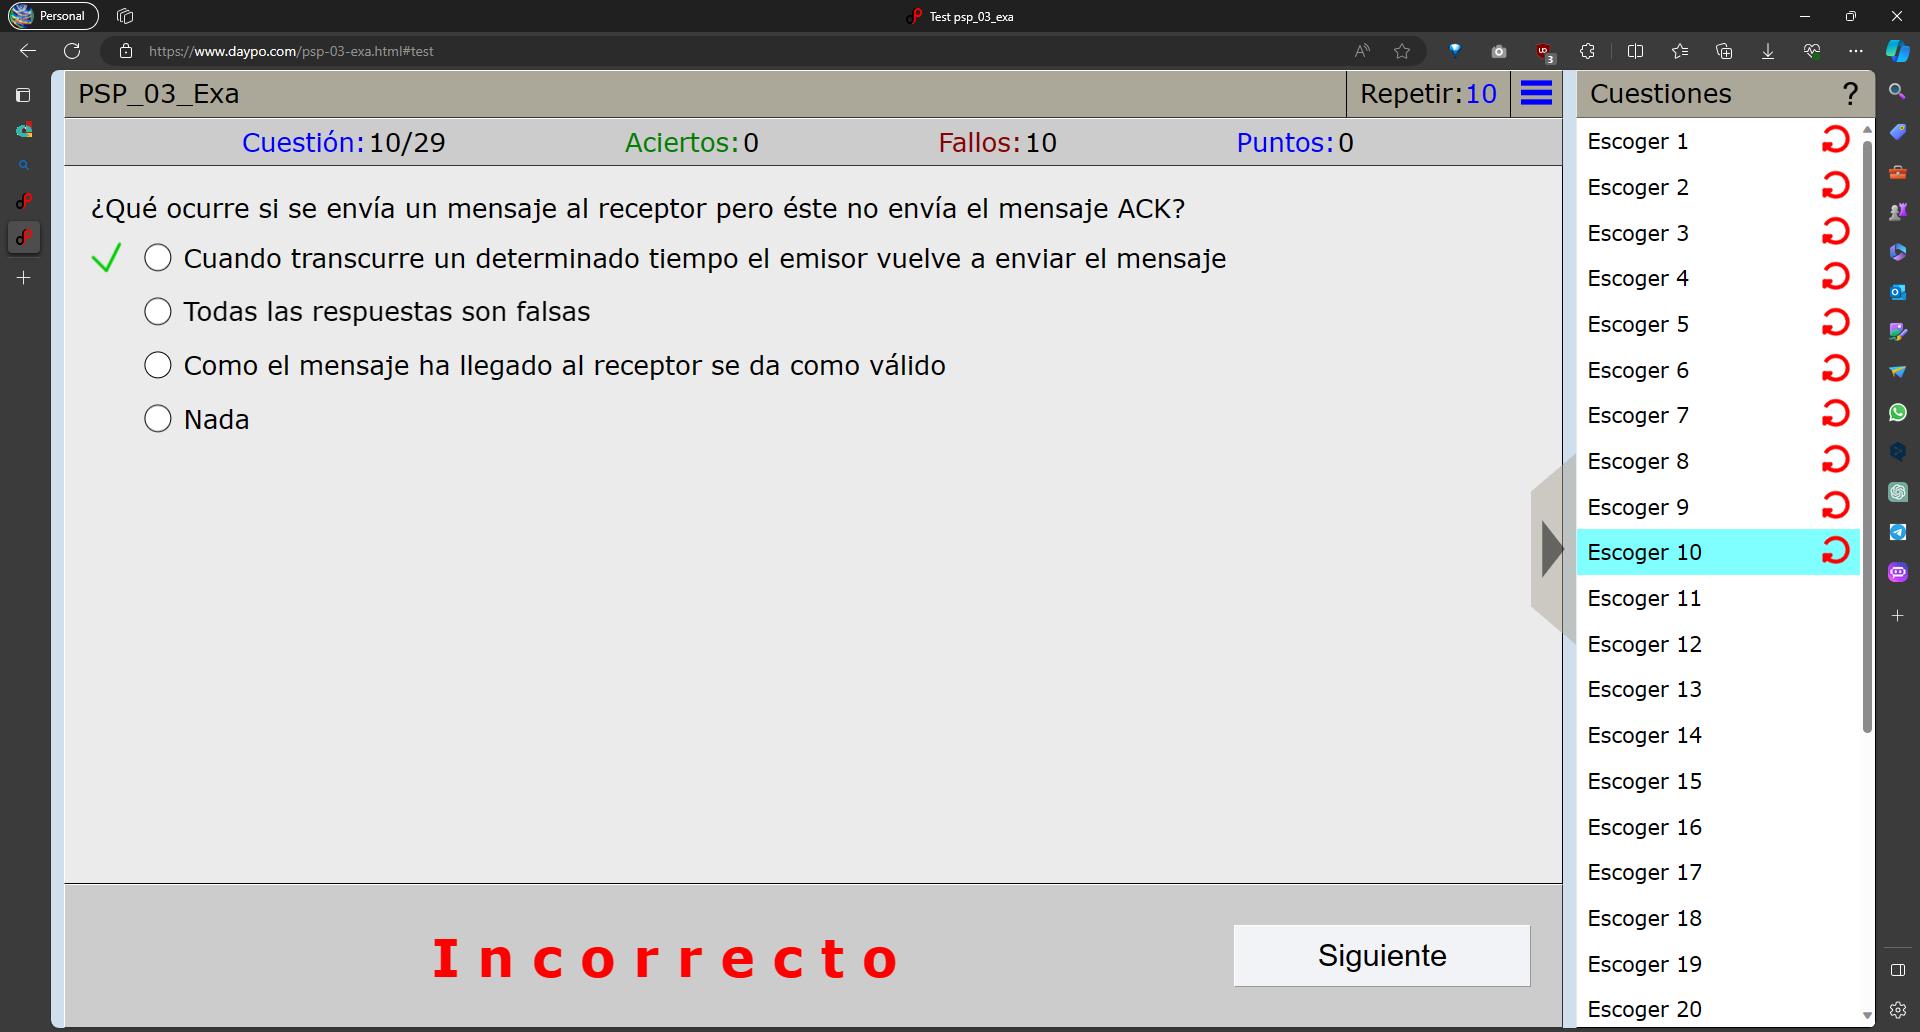 Personal
Test psp_03_exa
https://www.daypo.com/psp-03-exa.html#test
3
PSP_03_Exa
Repetir:10
Cuestiones
?
Cuestión:10/29
Aciertos:0
Fallos:10
Puntos:0
¿Qué ocurre si se envía un mensaje al receptor pero éste no envía el mensaje ACK?
Cuando transcurre un determinado tiempo el emisor vuelve a enviar el mensaje
Todas las respuestas son falsas
Como el mensaje ha llegado al receptor se da como válido
Nada
Incorrecto
Siguiente
Escoger 1
Escoger 2
Escoger 3
Escoger 4
Escoger 5
Escoger 6
Escoger 7
Escoger 8
Escoger 9
Escoger 10
Escoger 11
Escoger 12
Escoger 13
Escoger 14
Escoger 15
Escoger 16
Escoger 17
Escoger 18
Escoger 19
Escoger 20